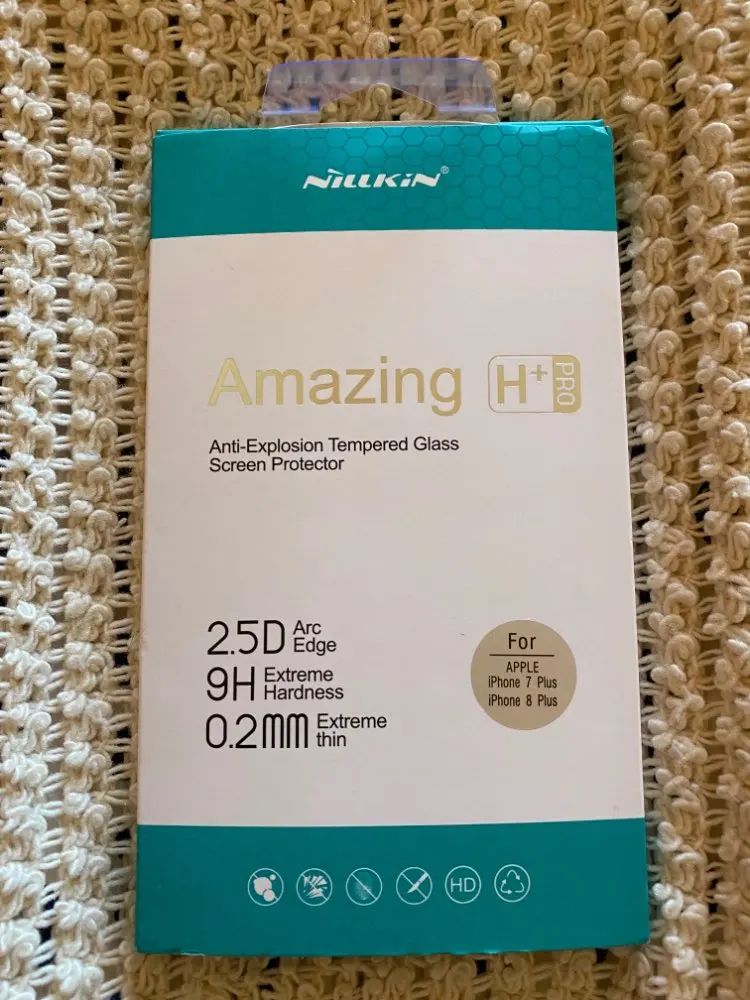 NiLLKiN®
Amazing H+ PRO
Anti-Explosion Tempered Glass
Screen Protector
2.5D Arc
Edge
9H Extreme
Hardness
0.2mm Extreme
thin
For
APPLE
iPhone 7 Plus
iPhone 8 Plus
HD